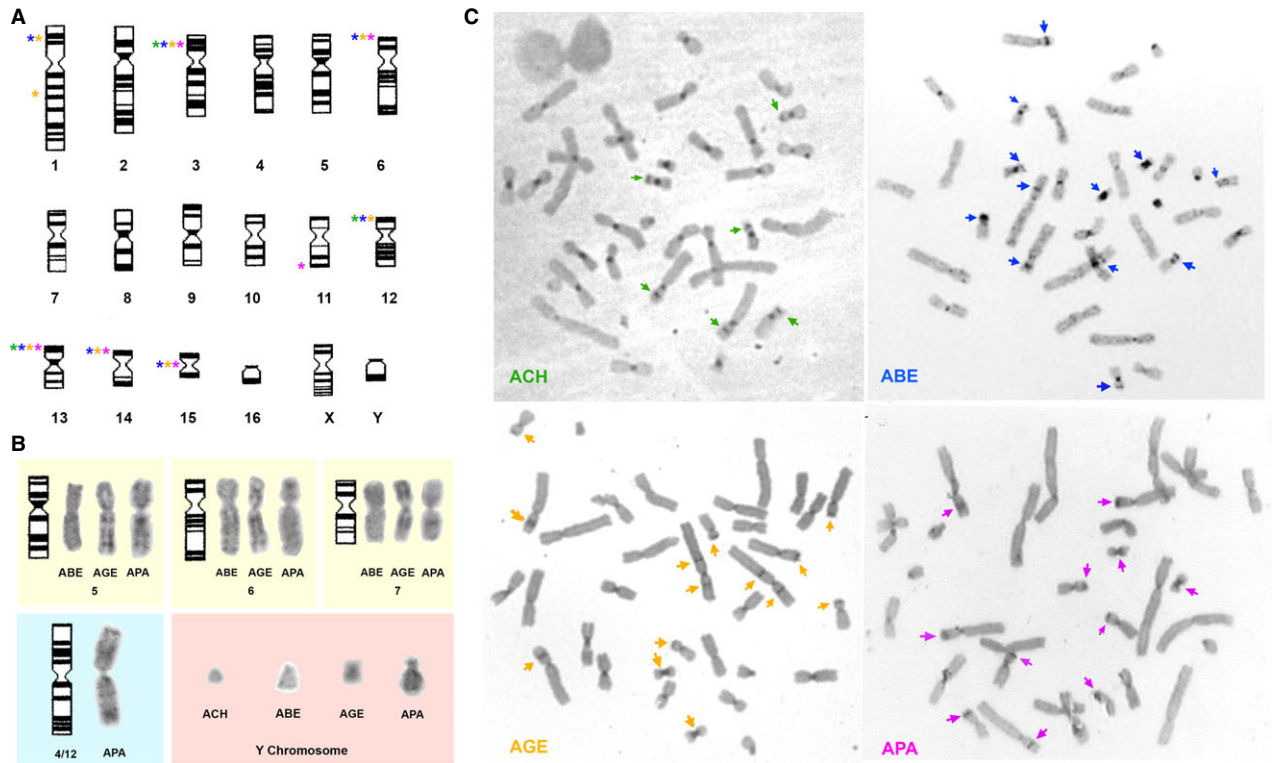 A
** * **** ***
1 2 3 4 5 6
* ***
7 8 9 10 11 12
**** *** ***
13 14 15 16 X Y
B
ABE AGE APA ABE AGE APA ABE AGE APA
5 6 7
4/12 APA
ACH ABE AGE APA
Y Chromosome
C
ACH ABE
AGE APA